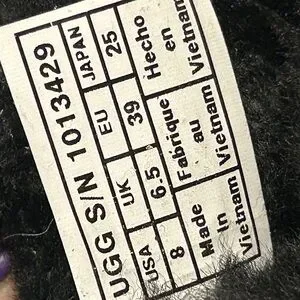 UGG S/N 1013429
USA UK EU JAPAN
8 6.5 39 25
Made
In
Vietnam
Fabrique
au
Vietnam
Hecho
en
Vietnam